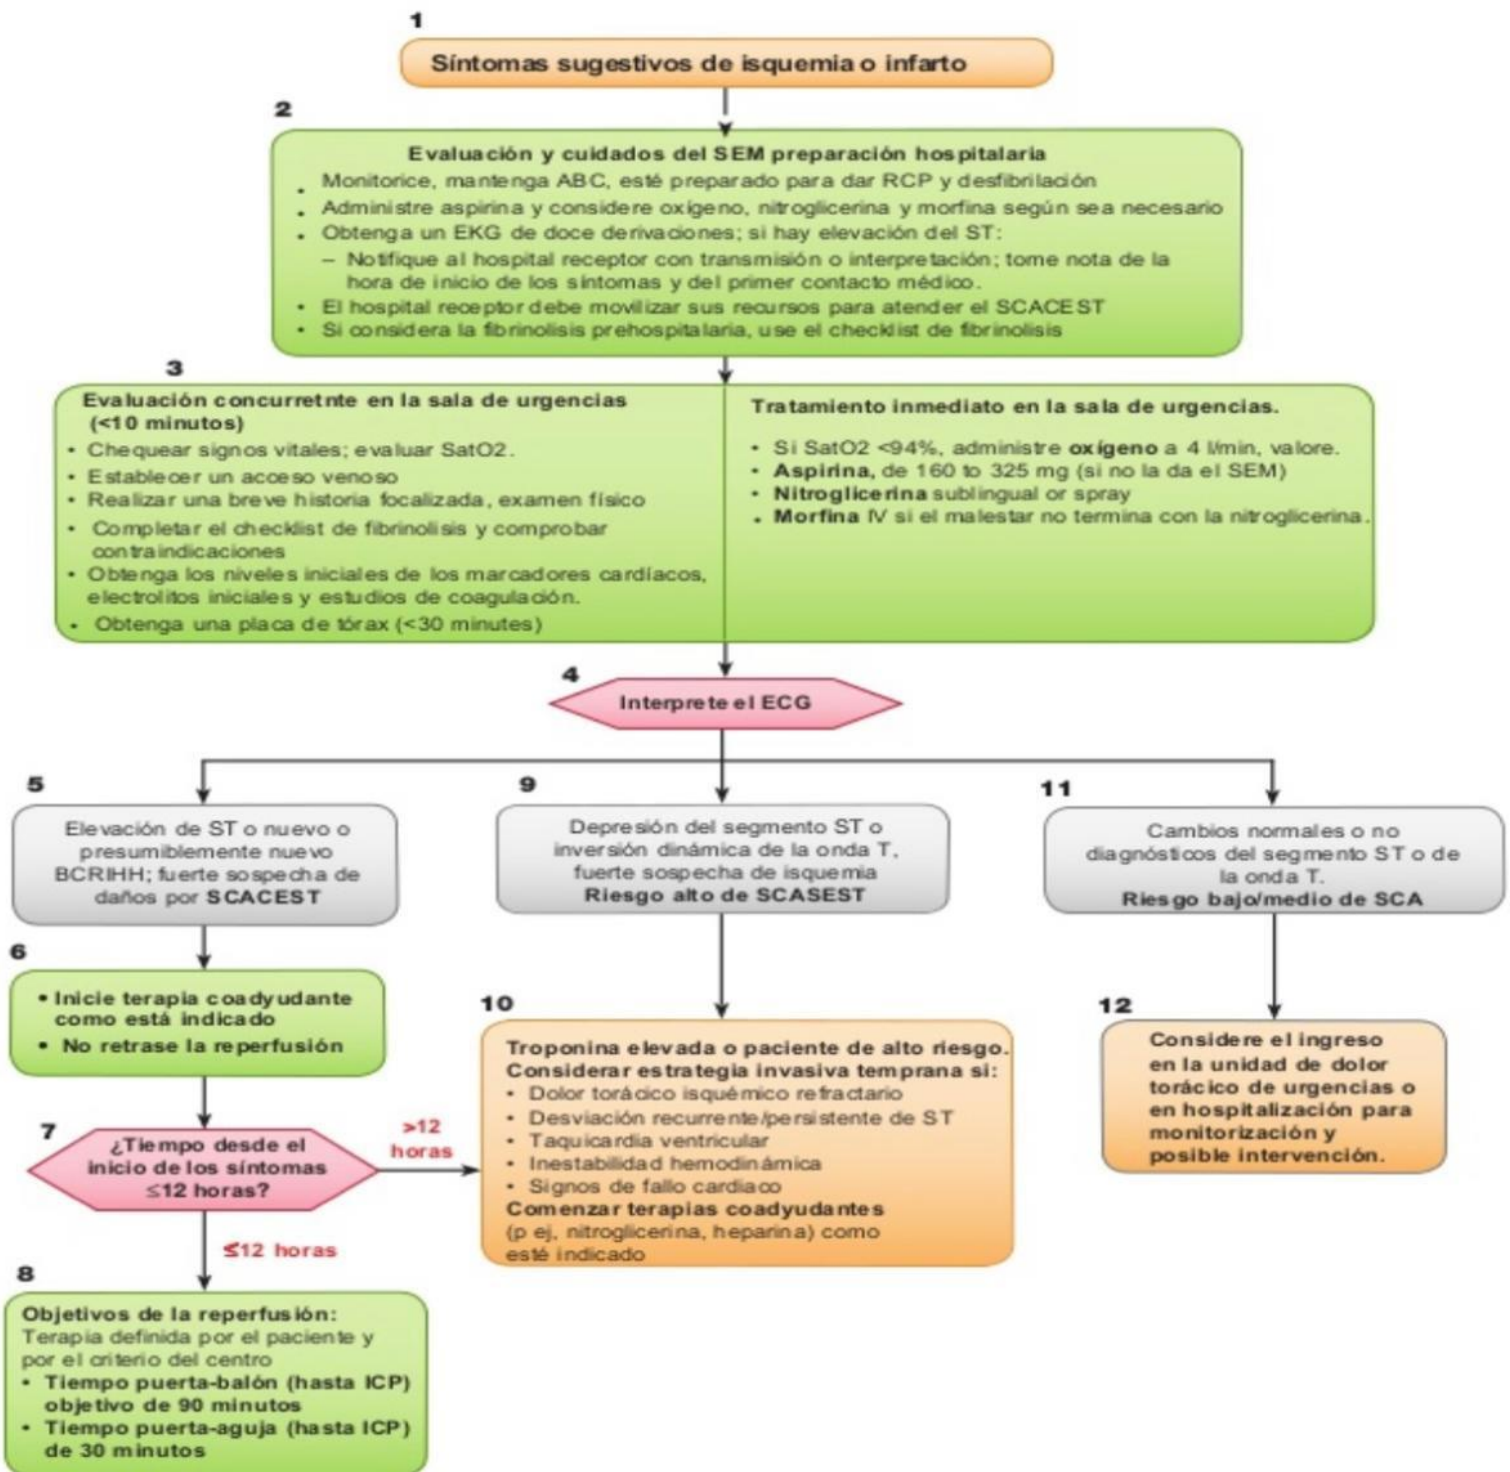 1
Síntomas sugestivos de isquemia o infarto
2
Evaluación y cuidados del SEM preparación hospitalaria
• Monitorice, mantenga ABC, esté preparado para dar RCP y desfibrilación
• Administre aspirina y considere oxígeno, nitroglicerina y morfina según sea necesario
• Obtenga un EKG de doce derivaciones; si hay elevación del ST:
– Notifique al hospital receptor con transmisión o interpretación; tome nota de la
hora de inicio de los síntomas y del primer contacto médico.
• El hospital receptor debe movilizar sus recursos para atender el SCACEST
• Si considera la fibrinolisis prehospitalaria, use el checklist de fibrinolisis
3
Evaluación concurretnte en la sala de urgencias
(<10 minutos)
• Chequear signos vitales; evaluar SatO2.
• Establecer un acceso venoso
• Realizar una breve historia focalizada, examen físico
• Completar el checklist de fibrinolisis y comprobar
contraindicaciones
• Obtenga los niveles iniciales de los marcadores cardíacos,
electrolitos iniciales y estudios de coagulación.
• Obtenga una placa de tórax (<30 minutes)
Tratamiento inmediato en la sala de urgencias.
• Si SatO2 <94%, administre oxígeno a 4 l/min, valore.
• Aspirina, de 160 to 325 mg (si no la da el SEM)
• Nitroglicerina sublingual or spray
• Morfina IV si el malestar no termina con la nitroglicerina.
4
Interprete el ECG
5
Elevación de ST o nuevo o
presumiblemente nuevo
BCRIHH; fuerte sospecha de
daños por SCACEST
6
• Inicie terapia coadyudante
como está indicado
• No retrase la reperfusión
7
¿Tiempo desde el
inicio de los síntomas
≤12 horas?
>12
horas
≤12 horas
8
Objetivos de la reperfusión:
Terapia definida por el paciente y
por el criterio del centro
• Tiempo puerta-balón (hasta ICP)
objetivo de 90 minutos
• Tiempo puerta-aguja (hasta ICP)
de 30 minutos
9
Depresión del segmento ST o
inversión dinámica de la onda T,
fuerte sospecha de isquemia
Riesgo alto de SCASEST
10
Troponina elevada o paciente de alto riesgo.
Considerar estrategia invasiva temprana si:
• Dolor torácico isquémico refractario
• Desviación recurrente/persistente de ST
• Taquicardia ventricular
• Inestabilidad hemodinámica
• Signos de fallo cardiaco
Comenzar terapias coadyudantes
(p ej, nitroglicerina, heparina) como
esté indicado
11
Cambios normales o no
diagnósticos del segmento ST o de
la onda T.
Riesgo bajo/medio de SCA
12
Considere el ingreso
en la unidad de dolor
torácico de urgencias o
en hospitalización para
monitorización y
posible intervención.